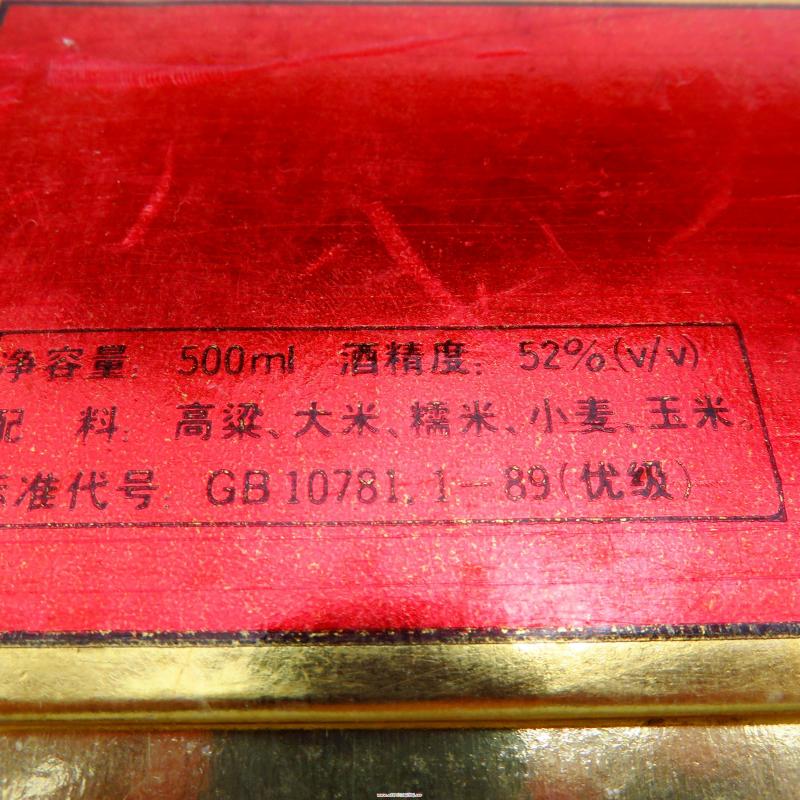 净容量: 500ml 酒精度: 52%(v/v)
配 料: 高粱、大米、糯米、小麦、玉米。
标准代号: GB10781.1-89(优级)